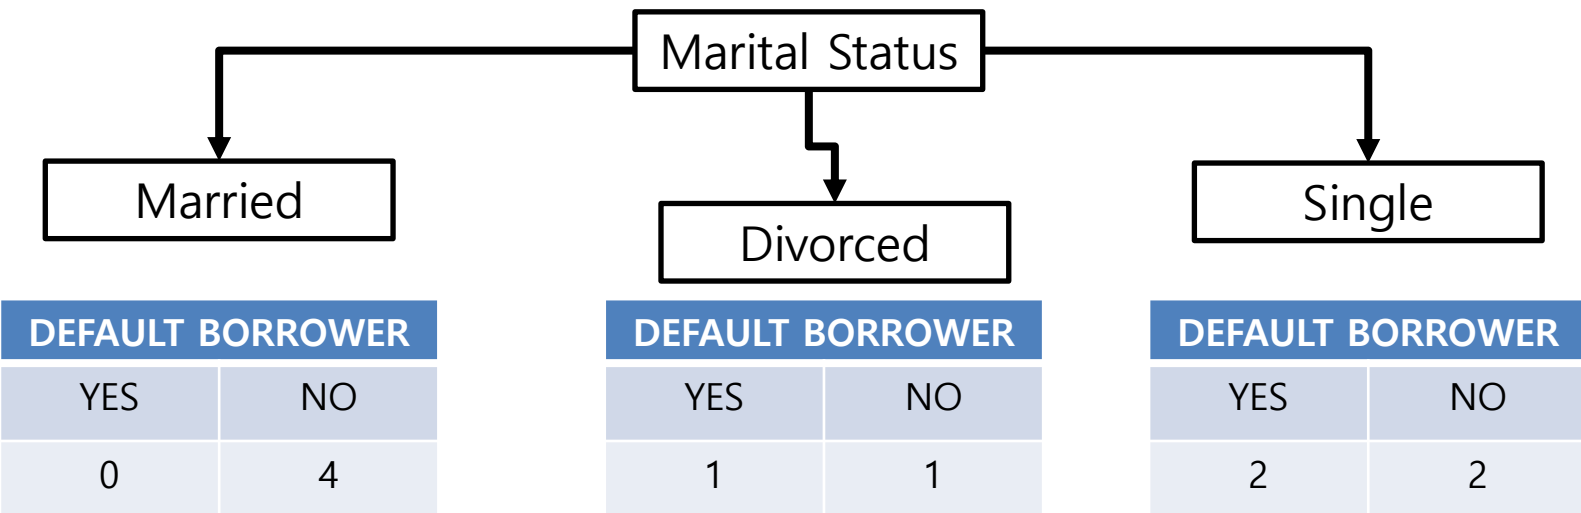 Marital Status
Married
Divorced
Single
DEFAULT BORROWER
YES NO
0 4
DEFAULT BORROWER
YES NO
1 1
DEFAULT BORROWER
YES NO
2 2